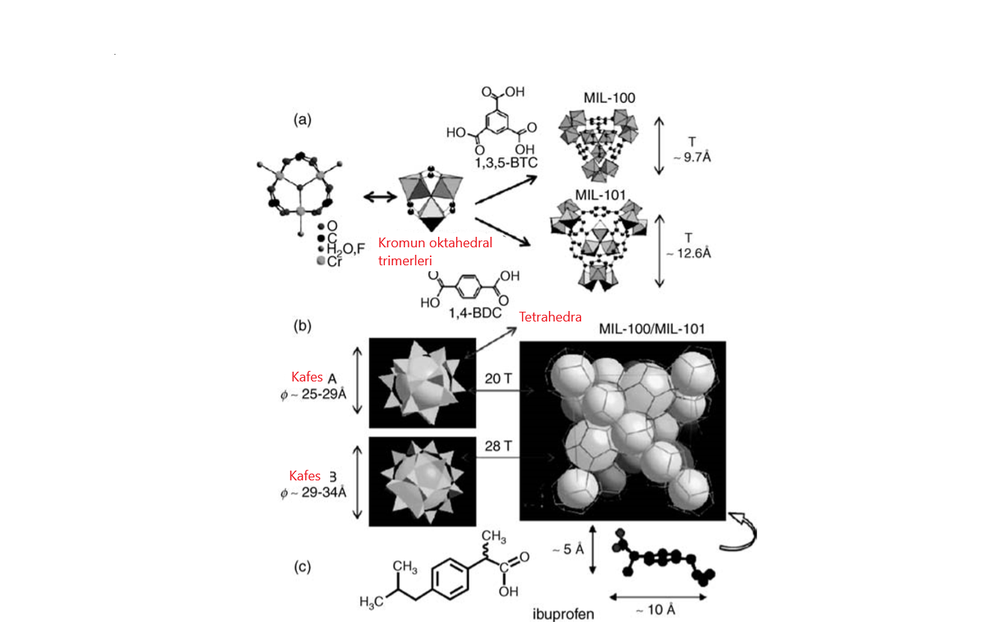 (a)
O
OH
HO
O
O
OH
1,3,5-BTC
MIL-100
T
~ 9.7Å
MIL-101
T
~ 12.6Å
O
C
H₂O,F
Cr
Kromun oktahedral
trimerleri
O
OH
HO
O
1,4-BDC
(b)
Tetrahedra
MIL-100/MIL-101
Kafes A
ϕ ~ 25-29Å
20 T
28 T
Kafes B
ϕ ~ 29-34Å
(c)
CH₃
O
CH₃
OH
H₃C
~ 5 Å
~ 10 Å
ibuprofen